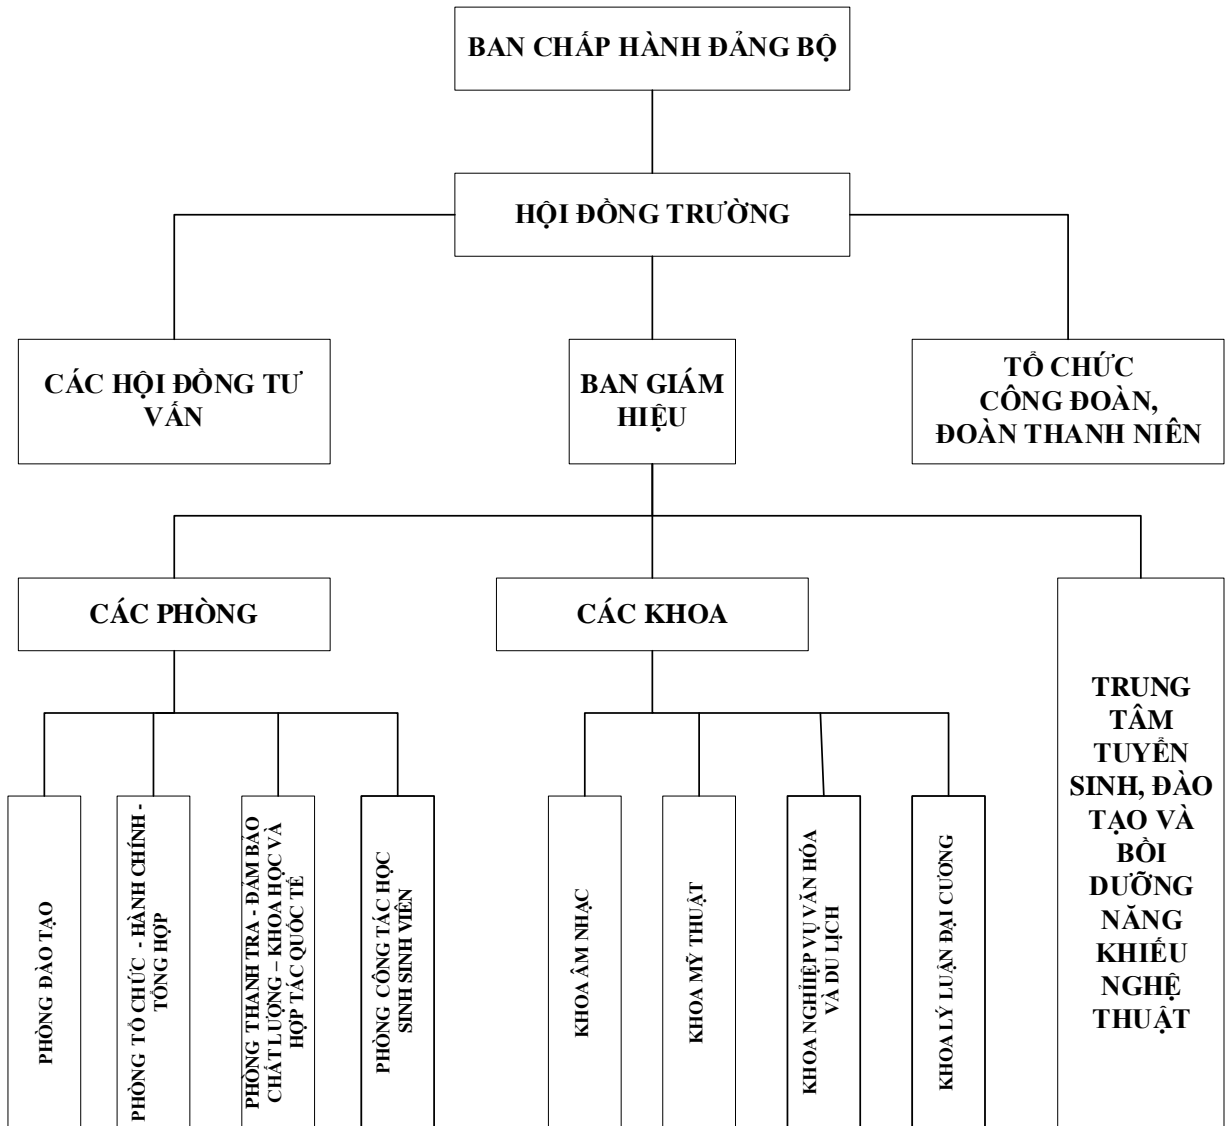 BAN CHẤP HÀNH ĐẢNG BỘ
HỘI ĐỒNG TRƯỜNG
CÁC HỘI ĐỒNG TƯ
VẤN
BAN GIÁM
HIỆU
TỔ CHỨC
CÔNG ĐOÀN,
ĐOÀN THANH NIÊN
CÁC PHÒNG
CÁC KHOA
TRUNG
TÂM
TUYỂN
SINH, ĐÀO
TẠO VÀ
BỒI
DƯỠNG
NĂNG
KHIẾU
NGHỆ
THUẬT
PHÒNG ĐÀO TẠO
PHÒNG TỔ CHỨC - HÀNH CHÍNH -
TỔNG HỢP
PHÒNG THANH TRA - ĐẢM BẢO
CHẤT LƯỢNG – KHOA HỌC VÀ
HỢP TÁC QUỐC TẾ
PHÒNG CÔNG TÁC HỌC
SINH SINH VIÊN
KHOA ÂM NHẠC
KHOA MỸ THUẬT
KHOA NGHIỆP VỤ VĂN HÓA
VÀ DU LỊCH
KHOA LÝ LUẬN ĐẠI CƯƠNG